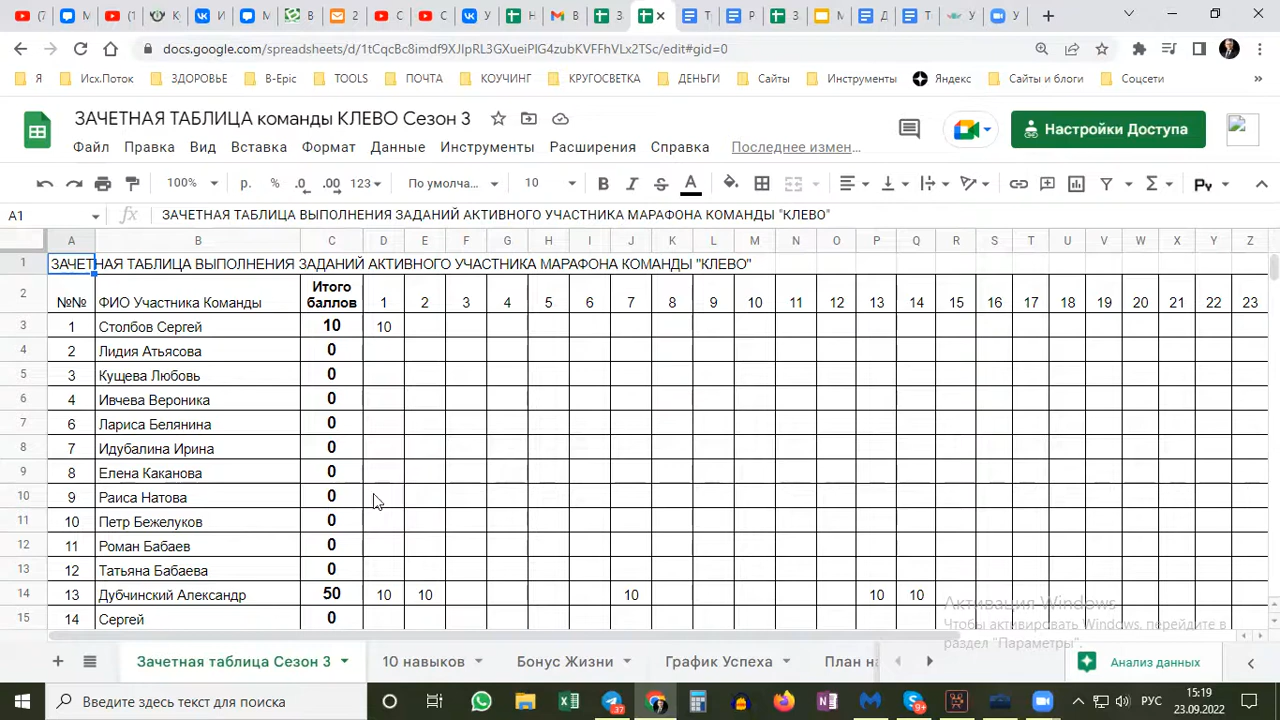 С
С
К
И
В
2
С
С
У
Н
В
З
Т
Р
З
М
Д
Т
У
У
docs.google.com/spreadsheets/d/1tCqcBc8imdf9XJIpRL3GXueiPIG4zubKVFFhVLx2TSc/edit#gid=0
Я Исх.Поток ЗДОРОВЬЕ B-Epic TOOLS ПОЧТА КОУЧИНГ КРУГОСВЕТКА ДЕНЬГИ Сайты Инструменты Яндекс Сайты и блоги Соцсети »
ЗАЧЕТНАЯ ТАБЛИЦА команды КЛЕВО Сезон 3
Настройки Доступа
Файл Правка Вид Вставка Формат Данные Инструменты Расширения Справка Последнее измен...
100% р. % .0 .00 123 По умолча... 10 B I S A Σ Ру
A1 fx ЗАЧЕТНАЯ ТАБЛИЦА ВЫПОЛНЕНИЯ ЗАДАНИЙ АКТИВНОГО УЧАСТНИКА МАРАФОНА КОМАНДЫ "КЛЕВО"
A B C D E F G H I J K L M N O P Q R S T U V W X Y Z
1 ЗАЧЕТНАЯ ТАБЛИЦА ВЫПОЛНЕНИЯ ЗАДАНИЙ АКТИВНОГО УЧАСТНИКА МАРАФОНА КОМАНДЫ "КЛЕВО"
2 №№ ФИО Участника Команды Итого баллов 1 2 3 4 5 6 7 8 9 10 11 12 13 14 15 16 17 18 19 20 21 22 23
3 1 Столбов Сергей 10 10
4 2 Лидия Атьясова 0
5 3 Кущева Любовь 0
6 4 Ивчева Вероника 0
7 6 Лариса Белянина 0
8 7 Идубалина Ирина 0
9 8 Елена Каканова 0
10 9 Раиса Натова 0
11 10 Петр Бежелуков 0
12 11 Роман Бабаев 0
13 12 Татьяна Бабаева 0
14 13 Дубчинский Александр 50 10 10 10 10 10
15 14 Сергей 0
Активация Windows
Чтобы активировать Windows, перейдите в
раздел "Параметры".
Зачетная таблица Сезон 3 10 навыков Бонус Жизни График Успеха План на Анализ данных
Введите здесь текст для поиска
37
9+
РУС
15:19
23.09.2022